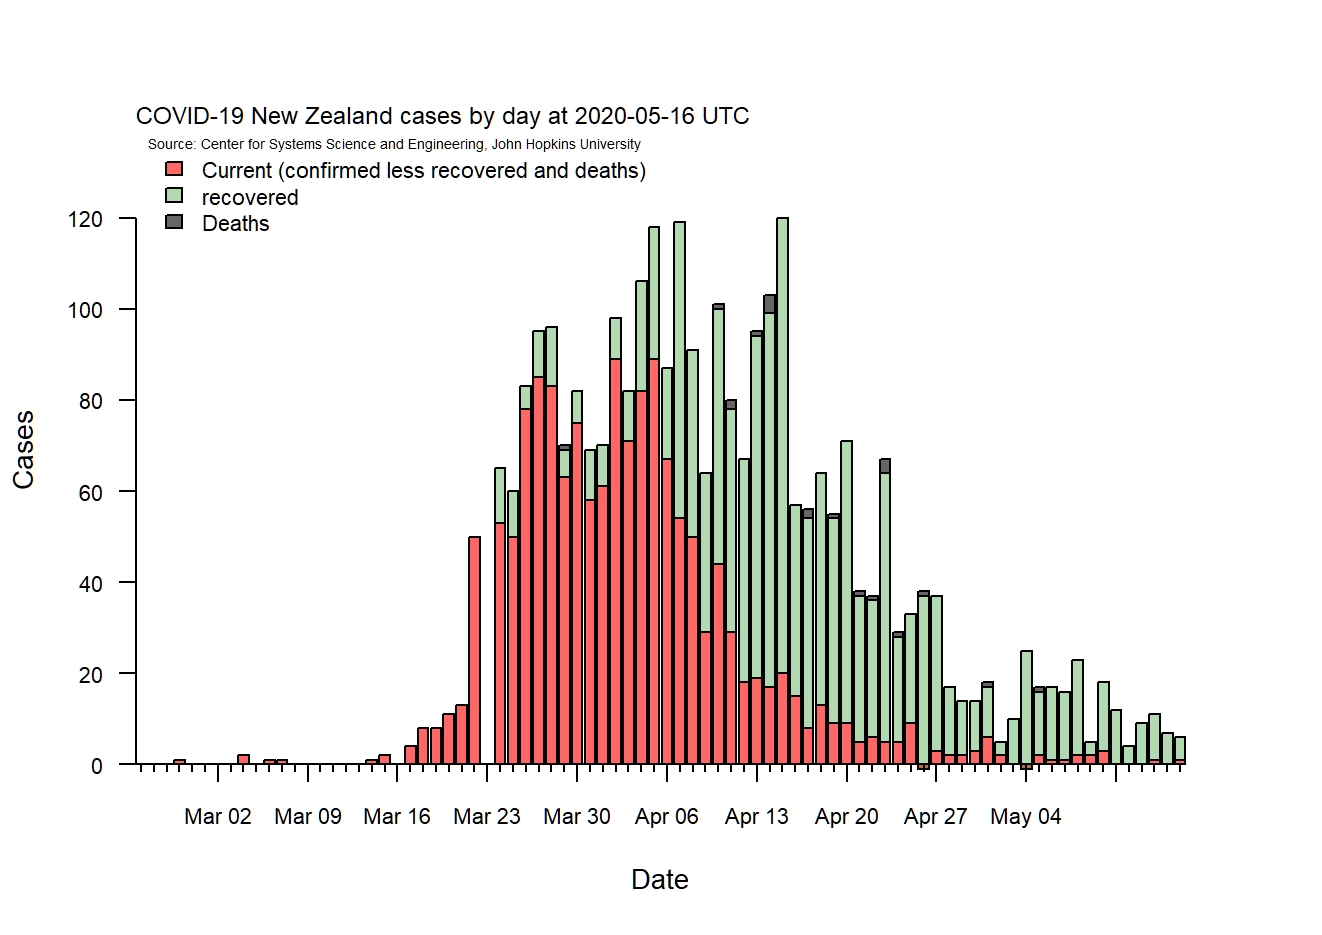 COVID-19 New Zealand cases by day at 2020-05-16 UTC
Source: Center for Systems Science and Engineering, John Hopkins University
Current (confirmed less recovered and deaths)
recovered
Deaths
120
100
80
60
40
20
0
Cases
Mar 02 Mar 09 Mar 16 Mar 23 Mar 30 Apr 06 Apr 13 Apr 20 Apr 27 May 04
Date